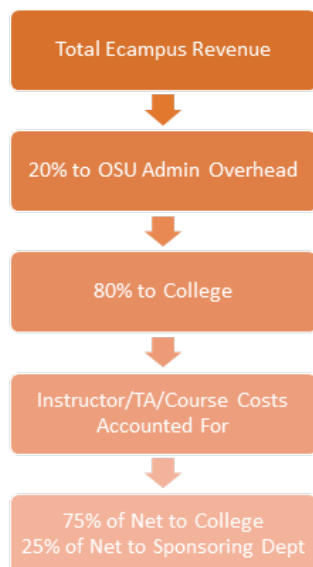 Total Ecampus Revenue
20% to OSU Admin Overhead
80% to College
Instructor/TA/Course Costs
Accounted For
75% of Net to College
25% of Net to Sponsoring Dept